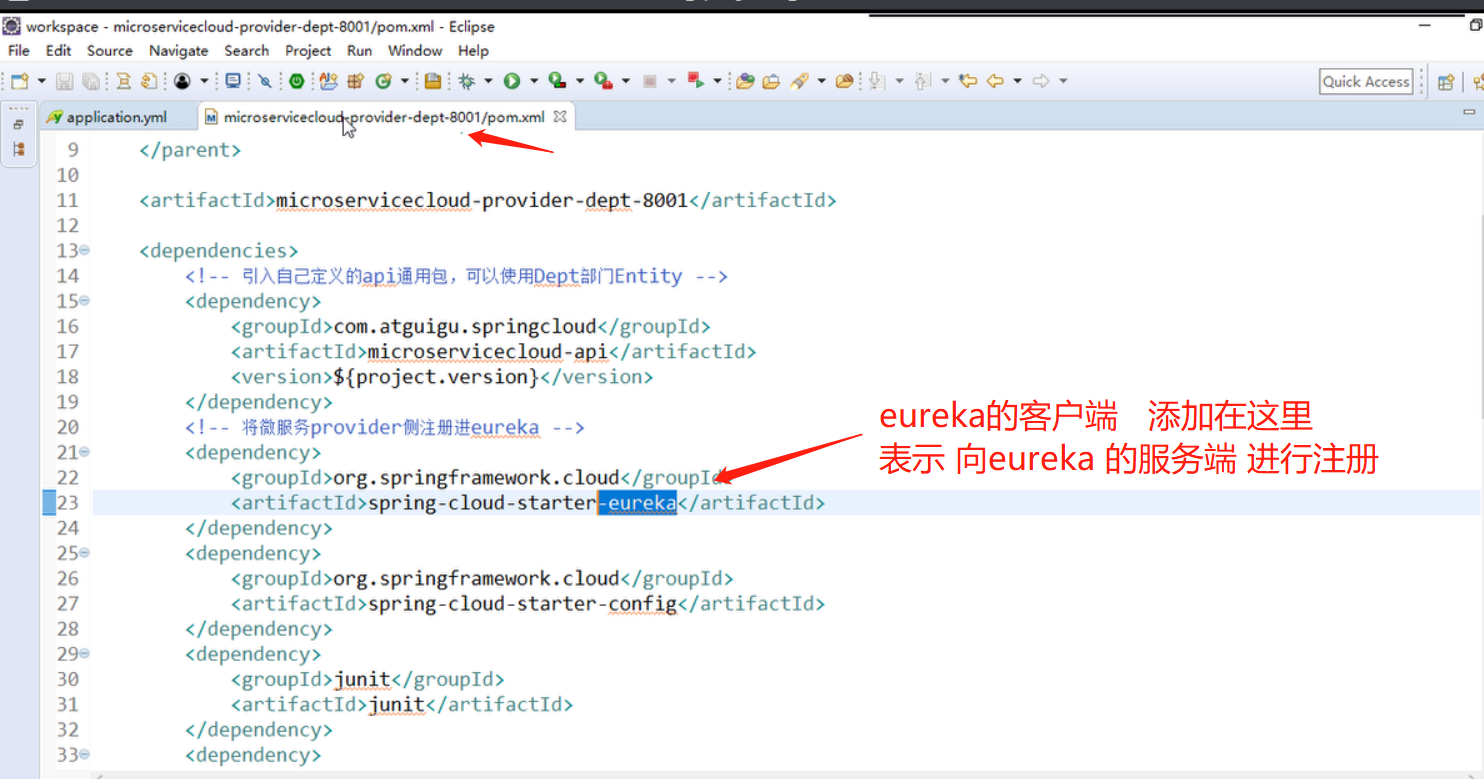 workspace - microservicecloud-provider-dept-8001/pom.xml - Eclipse
File Edit Source Navigate Search Project Run Window Help
Quick Access
application.yml microservicecloud-provider-dept-8001/pom.xml
9 </parent>
10
11 <artifactId>microservicecloud-provider-dept-8001</artifactId>
12
13 <dependencies>
14 <!-- 引入自己定义的api通用包，可以使用Dept部门Entity -->
15 <dependency>
16 <groupId>com.atguigu.springcloud</groupId>
17 <artifactId>microservicecloud-api</artifactId>
18 <version>${project.version}</version>
19 </dependency>
20 <!-- 将微服务provider侧注册进eureka -->
21 <dependency>
22 <groupId>org.springframework.cloud</groupId
23 <artifactId>spring-cloud-starter-eureka</artifactId>
24 </dependency>
25 <dependency>
26 <groupId>org.springframework.cloud</groupId>
27 <artifactId>spring-cloud-starter-config</artifactId>
28 </dependency>
29 <dependency>
30 <groupId>junit</groupId>
31 <artifactId>junit</artifactId>
32 </dependency>
33 <dependency>
eureka的客户端 添加在这里
表示 向eureka 的服务端 进行注册